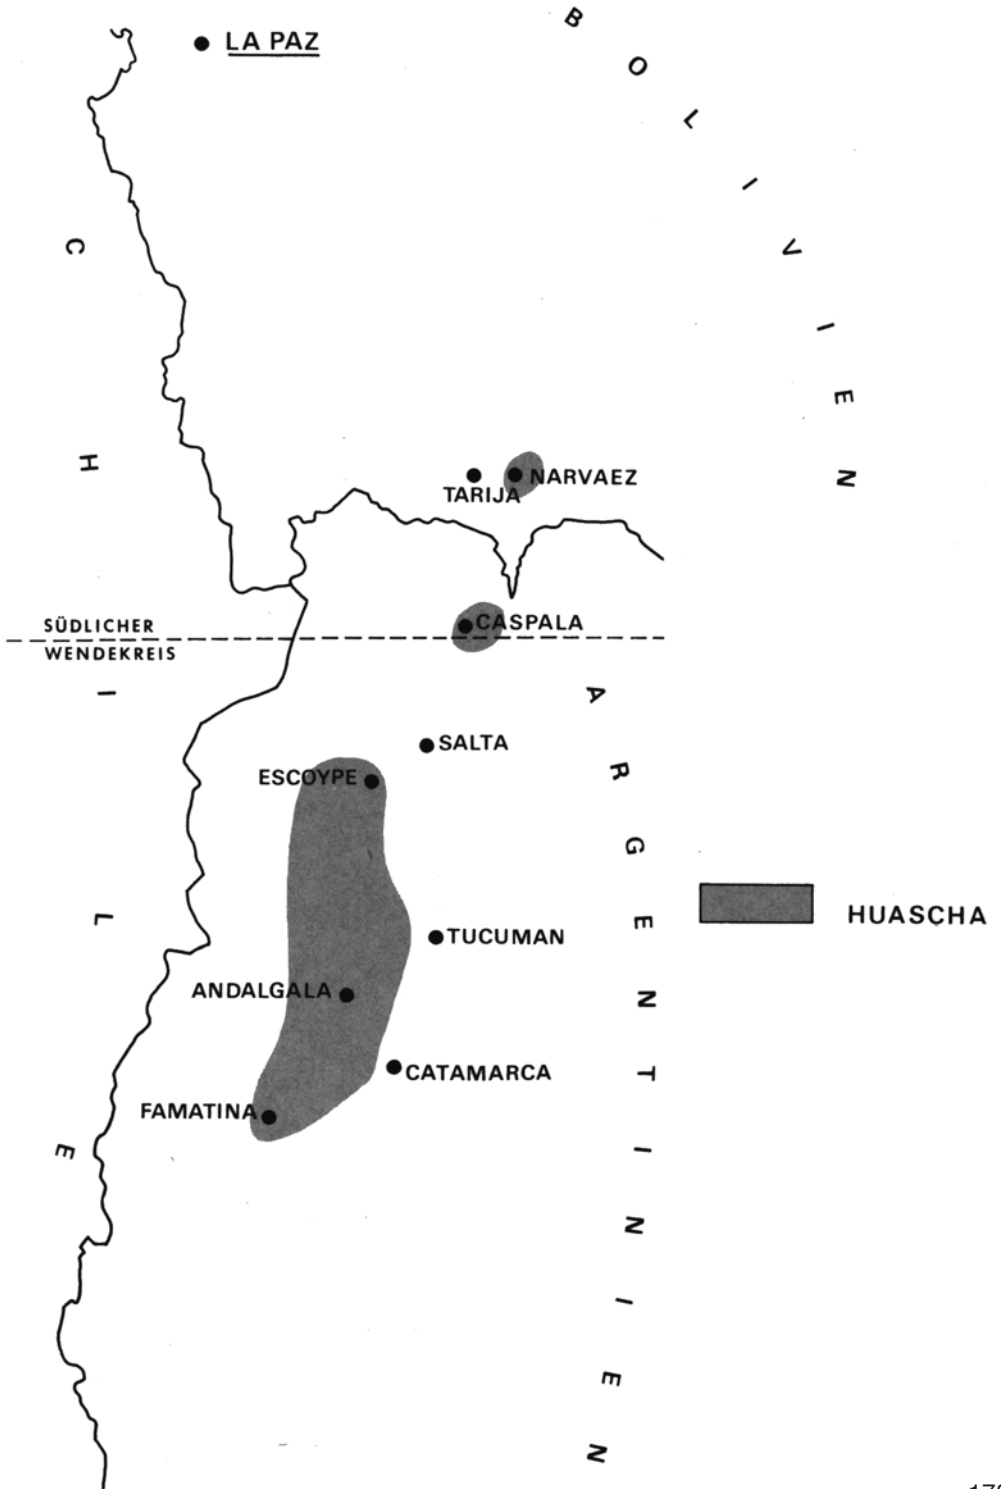 LA PAZ
BOLIVIEN
CHILE
NARVAEZ
TARIJA
CASPALA
SÜDLICHER
WENDEKREIS
ARGENTINIEN
SALTA
ESCOYPE
HUASCHA
TUCUMAN
ANDALGALA
CATAMARCA
FAMATINA